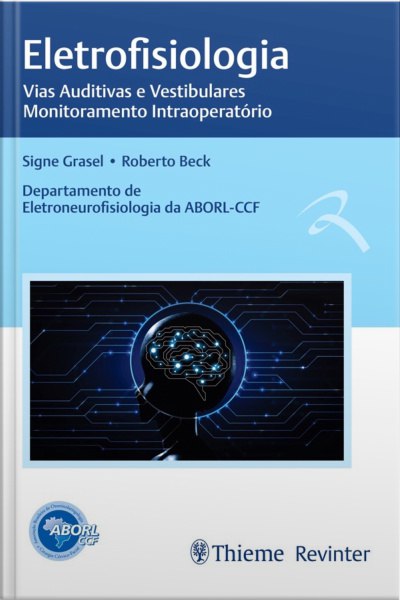 Eletrofisiologia
Vias Auditivas e Vestibulares
Monitoramento Intraoperatório
Signe Grasel • Roberto Beck
Departamento de
Eletroneurofisiologia da ABORL-CCF
ABORL
CCF
Thieme Revinter